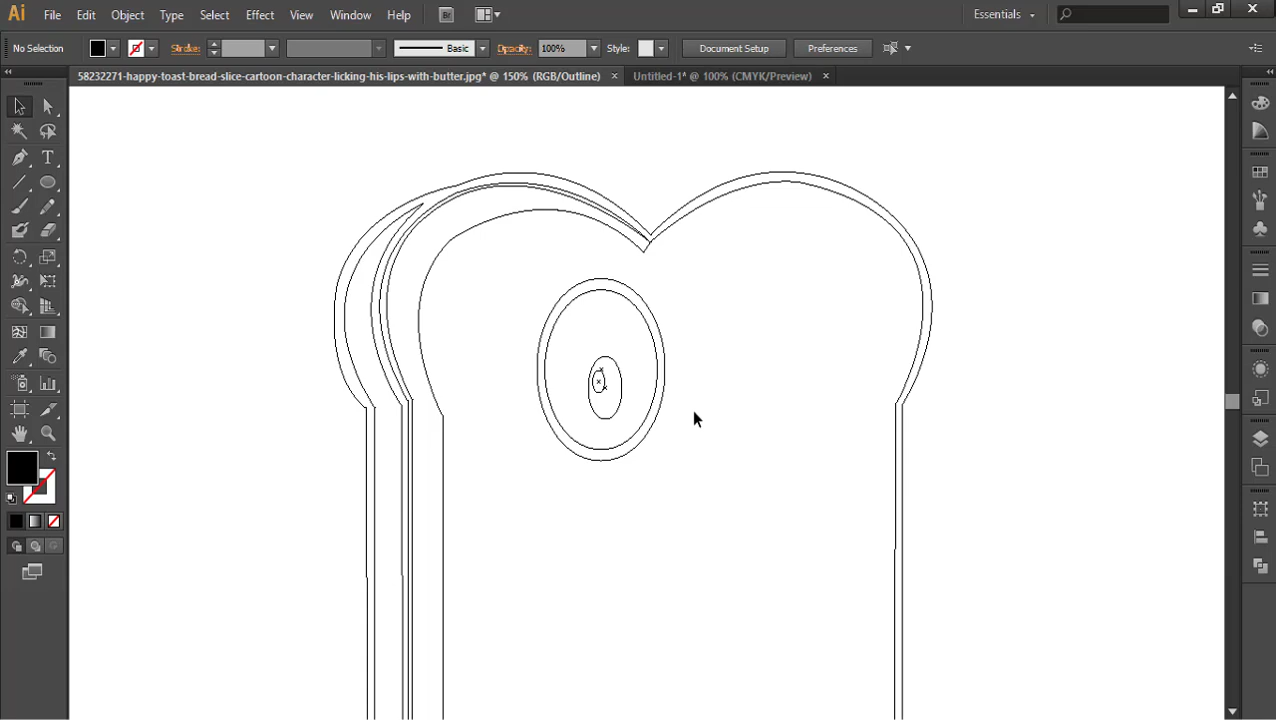 Ai File Edit Object Type Select Effect View Window Help Br Essentials
No Selection Stroke: Basic Opacity: 100% Style: Document Setup Preferences
58232271-happy-toast-bread-slice-cartoon-character-licking-his-lips-with-butter.jpg* @ 150% (RGB/Outline) × Untitled-1* @ 100% (CMYK/Preview) ×
T